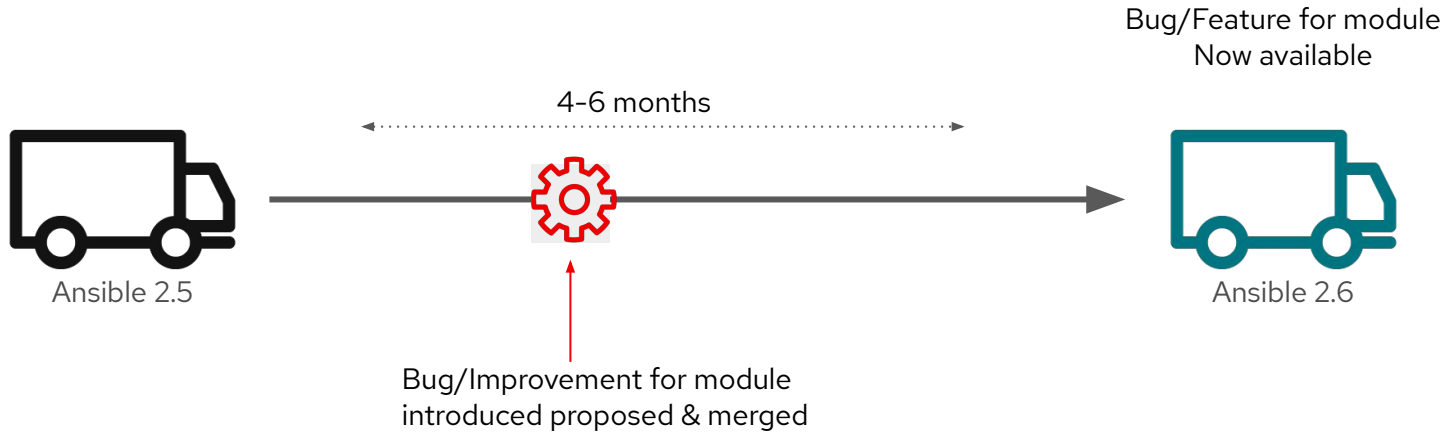 Bug/Feature for module
Now available
4-6 months
Ansible 2.5
Ansible 2.6
Bug/Improvement for module
introduced proposed & merged